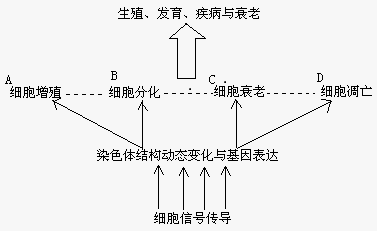 生殖、发育、疾病与衰老
A B C D
细胞增殖 细胞分化 细胞衰老 细胞凋亡
染色体结构动态变化与基因表达
细胞信号传导